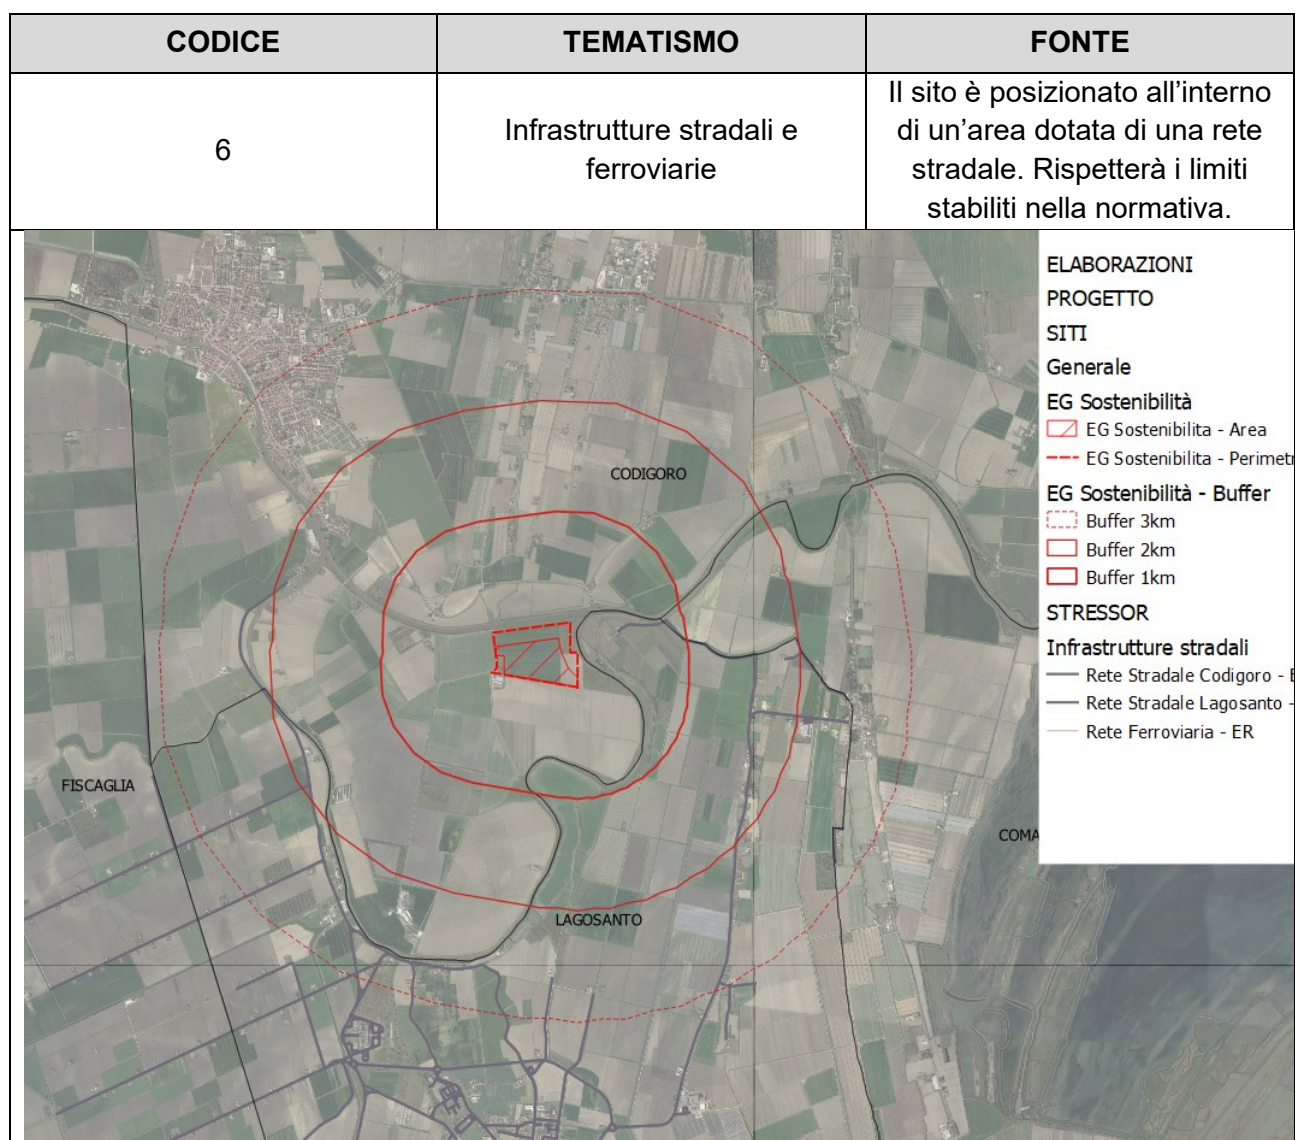 CODICE
TEMATISMO
FONTE
6
Infrastrutture stradali e
ferroviarie
Il sito è posizionato all’interno
di un’area dotata di una rete
stradale. Rispetterà i limiti
stabiliti nella normativa.
ELABORAZIONI
PROGETTO
SITI
Generale
EG Sostenibilità
EG Sostenibilita - Area
EG Sostenibilita - Perimetr
EG Sostenibilità - Buffer
Buffer 3km
Buffer 2km
Buffer 1km
STRESSOR
Infrastrutture stradali
Rete Stradale Codigoro - E
Rete Stradale Lagosanto -
Rete Ferroviaria - ER
CODIGORO
FISCAGLIA
COMA
LAGOSANTO